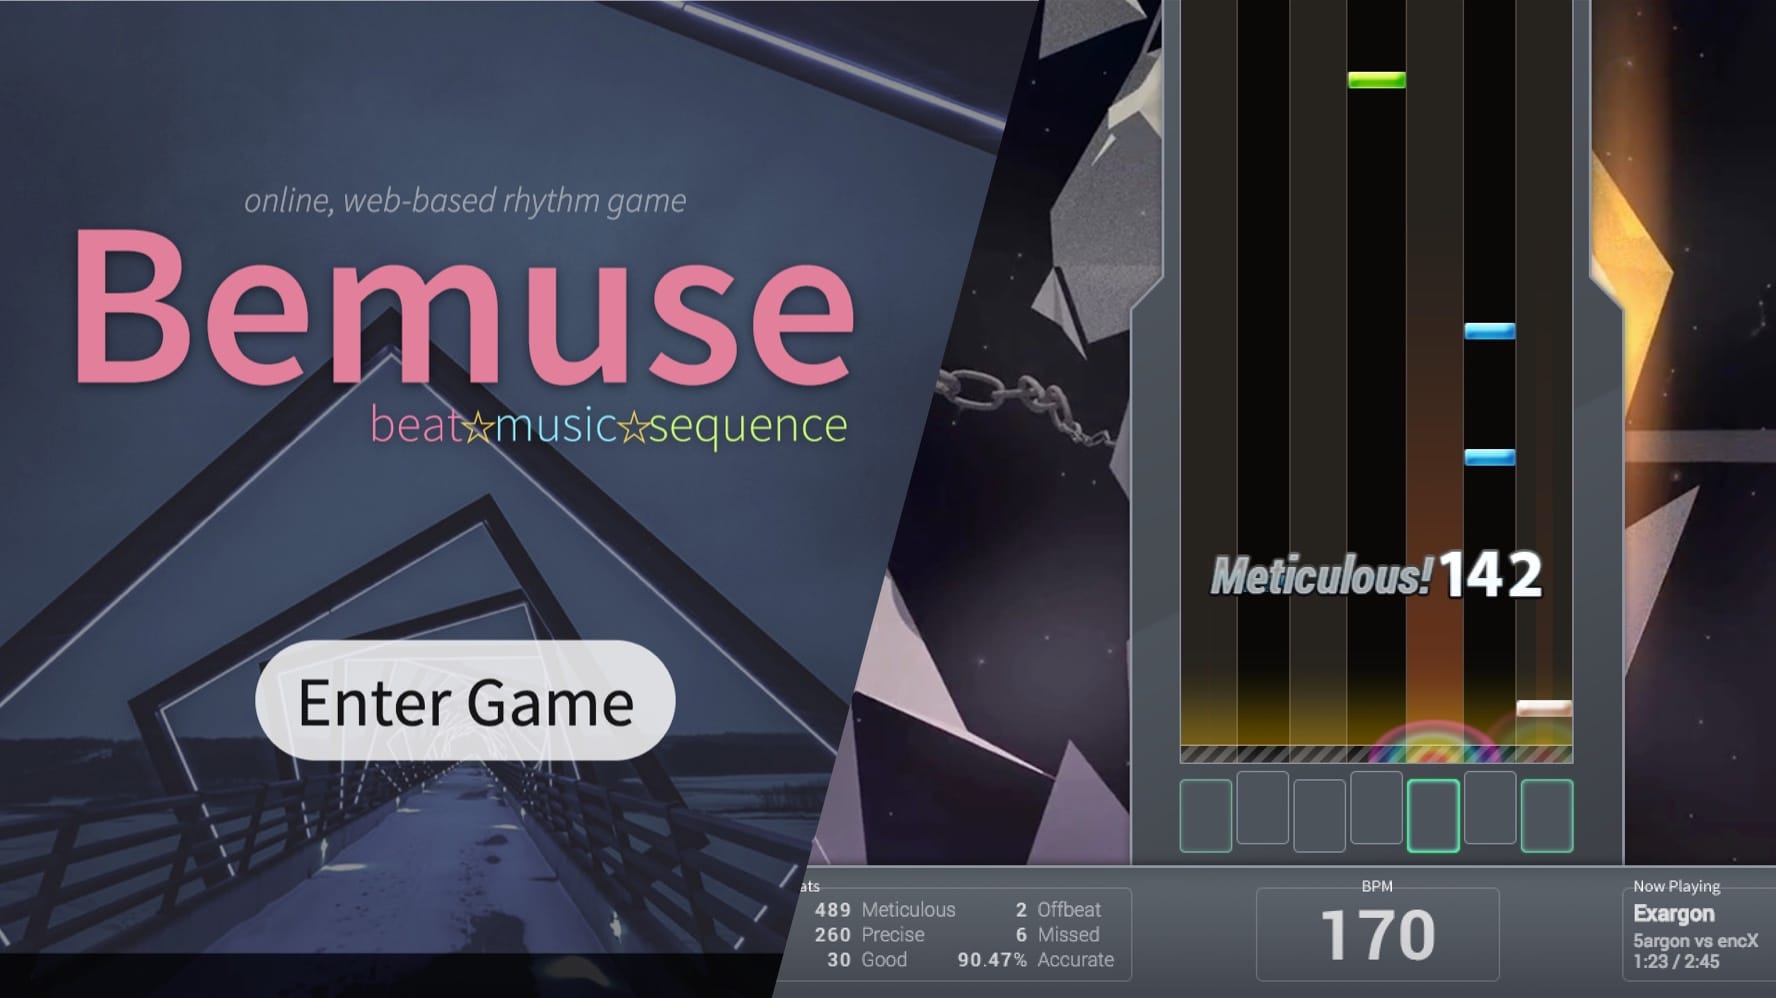 online, web-based rhythm game
Bemuse
beat☆music☆sequence
Enter Game
Meticulous! 142
ats
489 Meticulous 2 Offbeat
260 Precise 6 Missed
30 Good 90.47% Accurate
BPM
170
Now Playing
Exargon
5argon vs encX
1:23 / 2:45